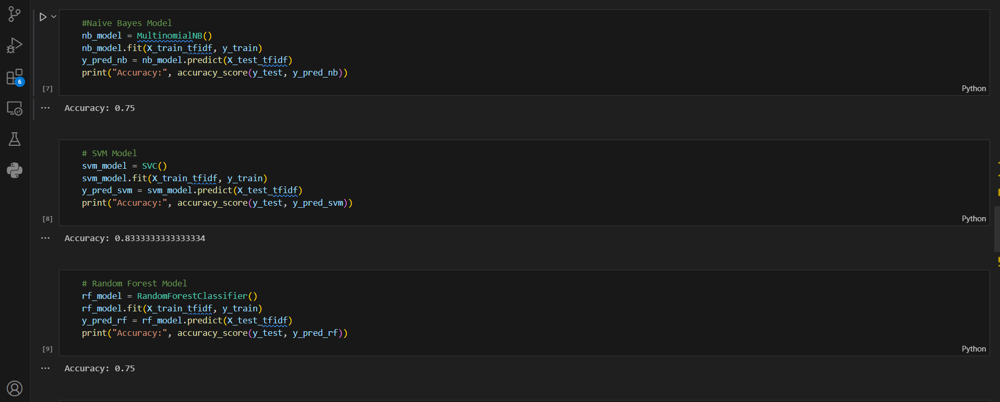 #Naive Bayes Model
nb_model = MultinomialNB()
nb_model.fit(X_train_tfidf, y_train)
y_pred_nb = nb_model.predict(X_test_tfidf)
print("Accuracy:", accuracy_score(y_test, y_pred_nb))
[7]
Python
Accuracy: 0.75
# SVM Model
svm_model = SVC()
svm_model.fit(X_train_tfidf, y_train)
y_pred_svm = svm_model.predict(X_test_tfidf)
print("Accuracy:", accuracy_score(y_test, y_pred_svm))
[8]
Python
Accuracy: 0.8333333333333334
# Random Forest Model
rf_model = RandomForestClassifier()
rf_model.fit(X_train_tfidf, y_train)
y_pred_rf = rf_model.predict(X_test_tfidf)
print("Accuracy:", accuracy_score(y_test, y_pred_rf))
[9]
Python
Accuracy: 0.75
6